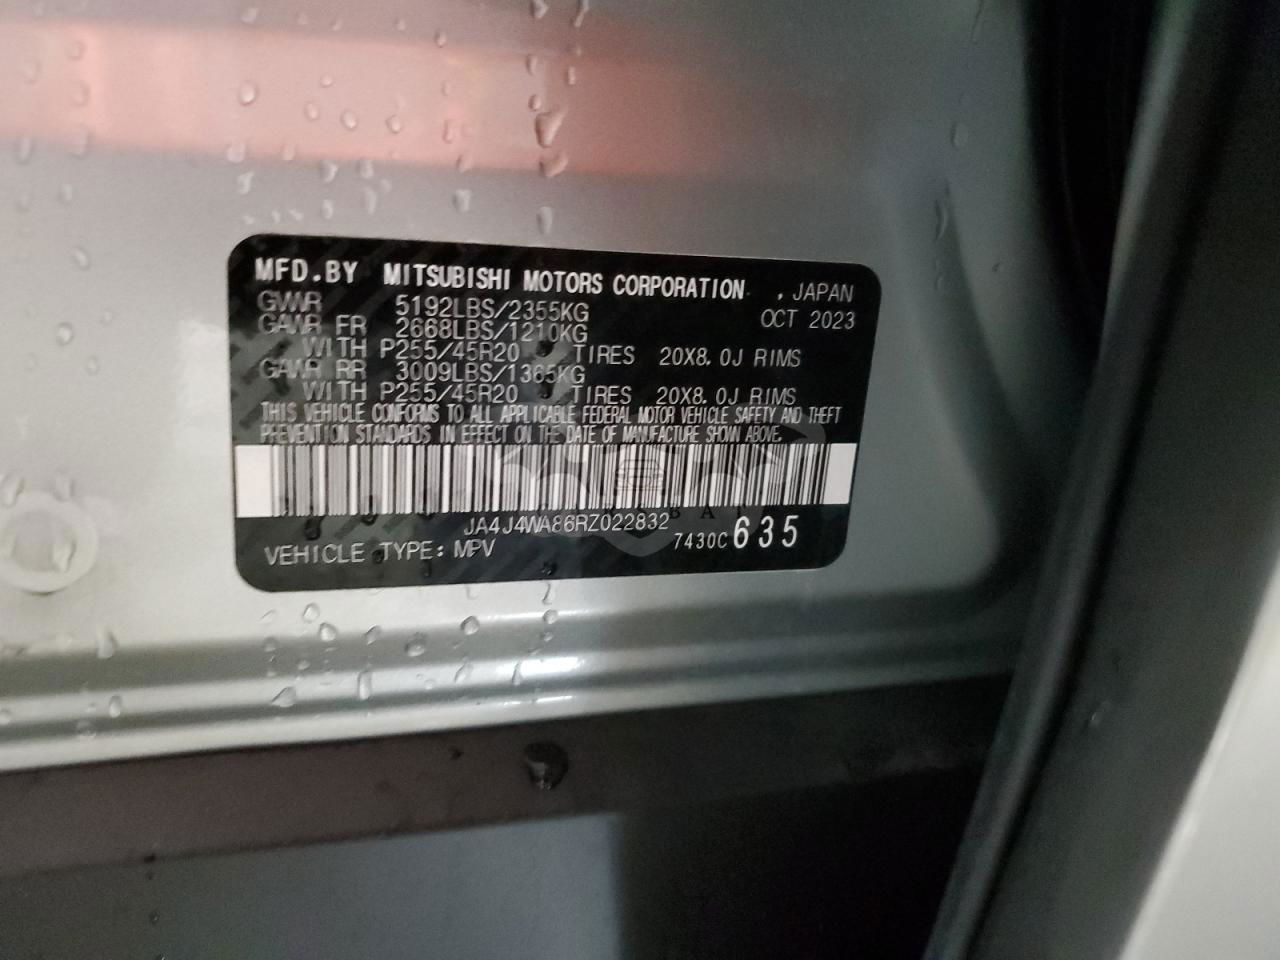 MFD.BY MITSUBISHI MOTORS CORPORATION , JAPAN
GVWR 5192LBS/2355KG OCT 2023
GAWR FR 2668LBS/1210KG
WITH P255/45R20 TIRES 20X8.0J RIMS
GAWR RR 3009LBS/1365KG
WITH P255/45R20 TIRES 20X8.0J RIMS
THIS VEHICLE CONFORMS TO ALL APPLICABLE FEDERAL MOTOR VEHICLE SAFETY AND THEFT
PREVENTION STANDARDS IN EFFECT ON THE DATE OF MANUFACTURE SHOWN ABOVE.
JA4J4WA86RZ022832
VEHICLE TYPE: MPV 7430C 635